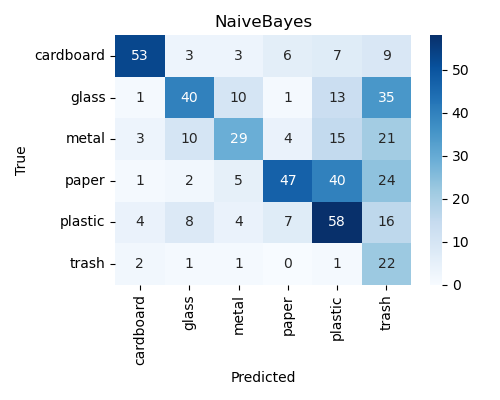 NaiveBayes
cardboard 53 3 3 6 7 9
glass 1 40 10 1 13 35
metal 3 10 29 4 15 21
paper 1 2 5 47 40 24
plastic 4 8 4 7 58 16
trash 2 1 1 0 1 22
True
cardboard glass metal paper plastic trash
Predicted
50
40
30
20
10
0